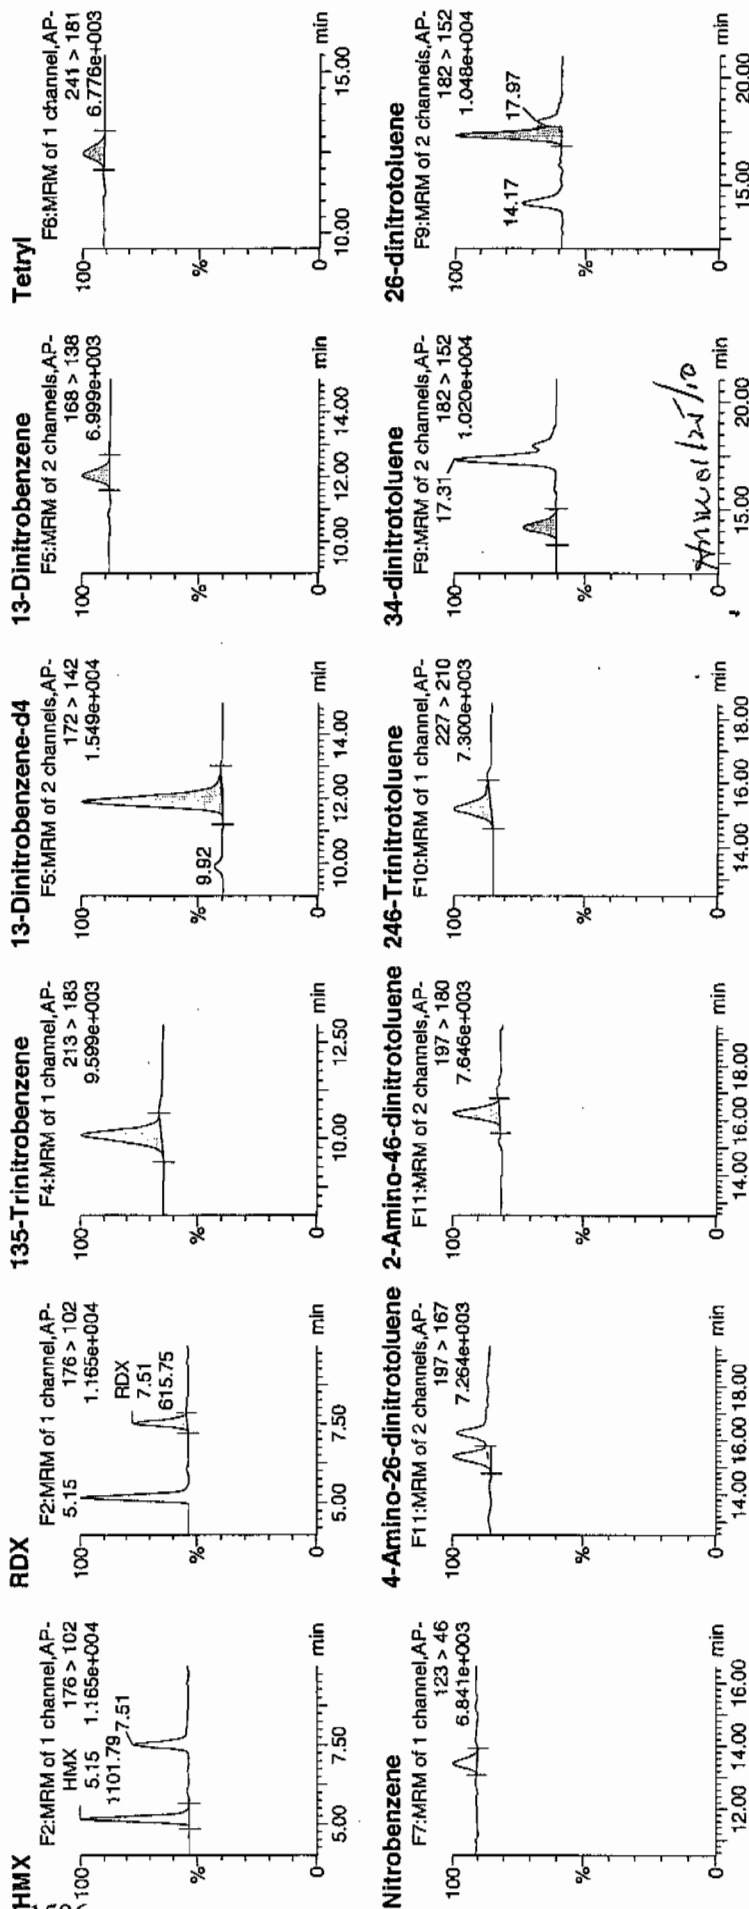 HMX
F2:MRM of 1 channel,AP-
176 > 102
1.165e+004
HMX
5.15
1101.79
7.51
100
%
0
5.00 7.50 min
RDX
F2:MRM of 1 channel,AP-
176 > 102
1.165e+004
5.15
RDX
7.51
615.75
100
%
0
5.00 7.50 min
135-Trinitrobenzene
F4:MRM of 1 channel,AP-
213 > 183
9.599e+003
100
%
0
10.00 12.50 min
13-Dinitrobenzene-d4
F5:MRM of 2 channels,AP-
172 > 142
1.549e+004
9.92
100
%
0
10.00 12.00 14.00 min
13-Dinitrobenzene
F5:MRM of 2 channels,AP-
168 > 138
6.999e+003
100
%
0
10.00 12.00 14.00 min
Tetryl
F6:MRM of 1 channel,AP-
241 > 181
6.776e+003
100
%
0
10.00 15.00 min
Nitrobenzene
F7:MRM of 1 channel,AP-
123 > 46
6.841e+003
100
%
0
12.00 14.00 16.00 min
4-Amino-26-dinitrotoluene
F11:MRM of 2 channels,AP-
197 > 167
7.264e+003
100
%
0
14.00 16.00 18.00 min
2-Amino-46-dinitrotoluene
F11:MRM of 2 channels,AP-
197 > 180
7.646e+003
100
%
0
14.00 16.00 18.00 min
246-Trinitrotoluene
F10:MRM of 1 channel,AP-
227 > 210
7.300e+003
100
%
0
14.00 16.00 18.00 min
34-dinitrotoluene
F9:MRM of 2 channels,AP-
182 > 152
1.020e+004
17.31
100
%
0
15.00 20.00 min
26-dinitrotoluene
F9:MRM of 2 channels,AP-
182 > 152
1.048e+004
14.17
17.97
100
%
0
15.00 20.00 min